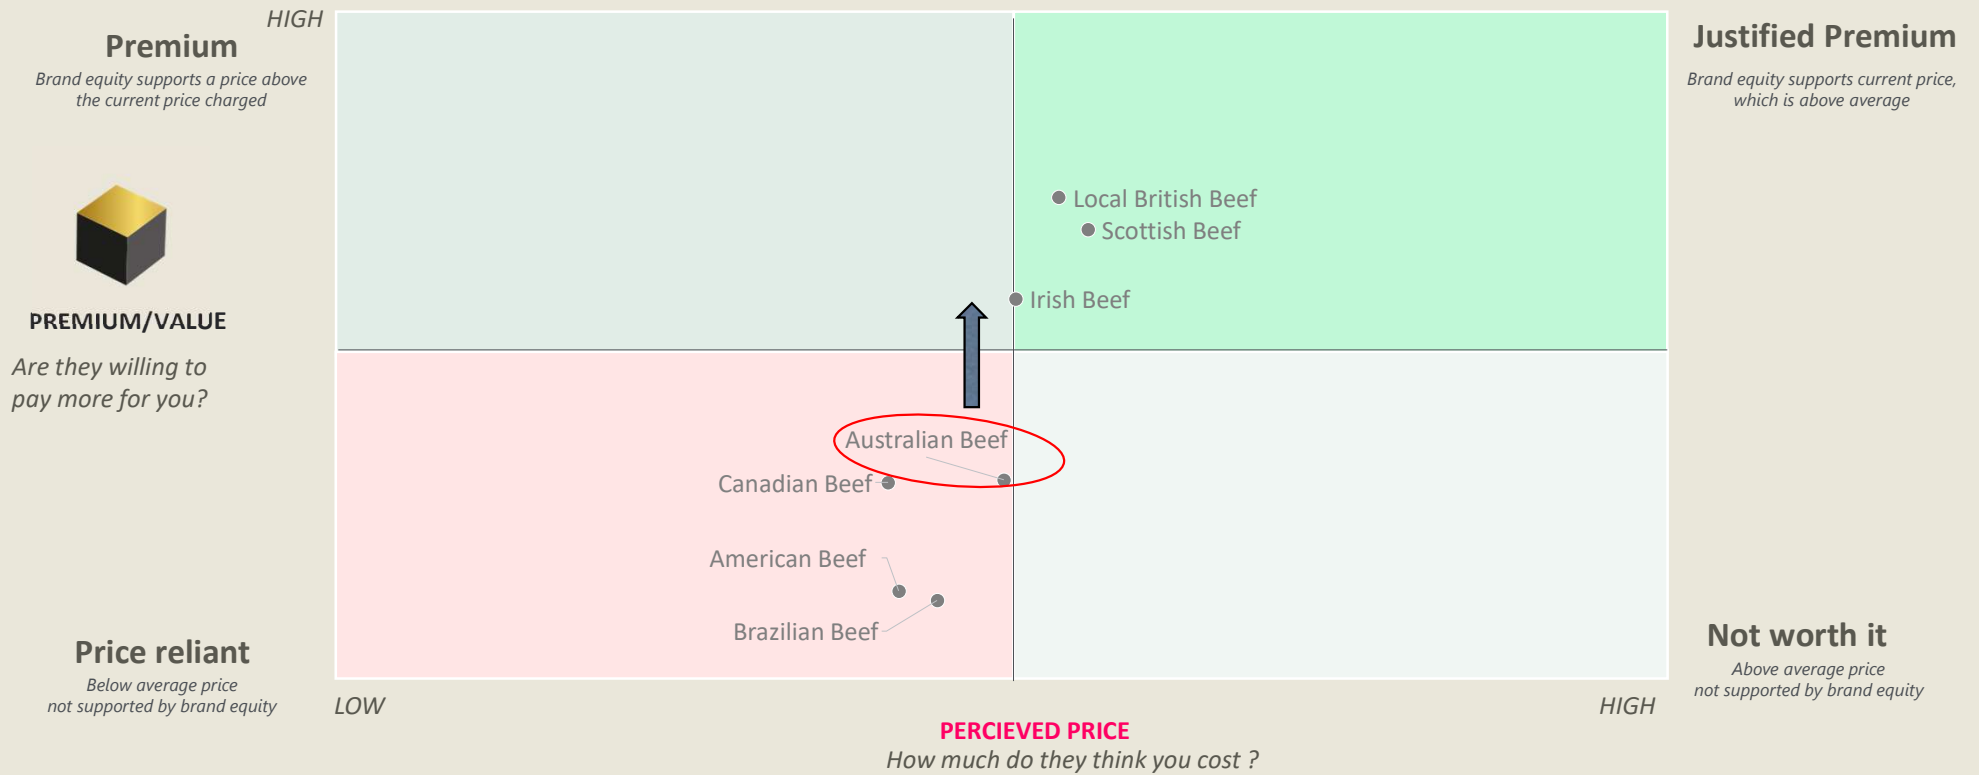 HIGH
Premium
Brand equity supports a price above
the current price charged
Justified Premium
Brand equity supports current price,
which is above average
PREMIUM/VALUE
Are they willing to
pay more for you?
Local British Beef
Scottish Beef
Irish Beef
Australian Beef
Canadian Beef
American Beef
Brazilian Beef
Price reliant
Below average price
not supported by brand equity
Not worth it
Above average price
not supported by brand equity
LOW
HIGH
PERCIEVED PRICE
How much do they think you cost ?